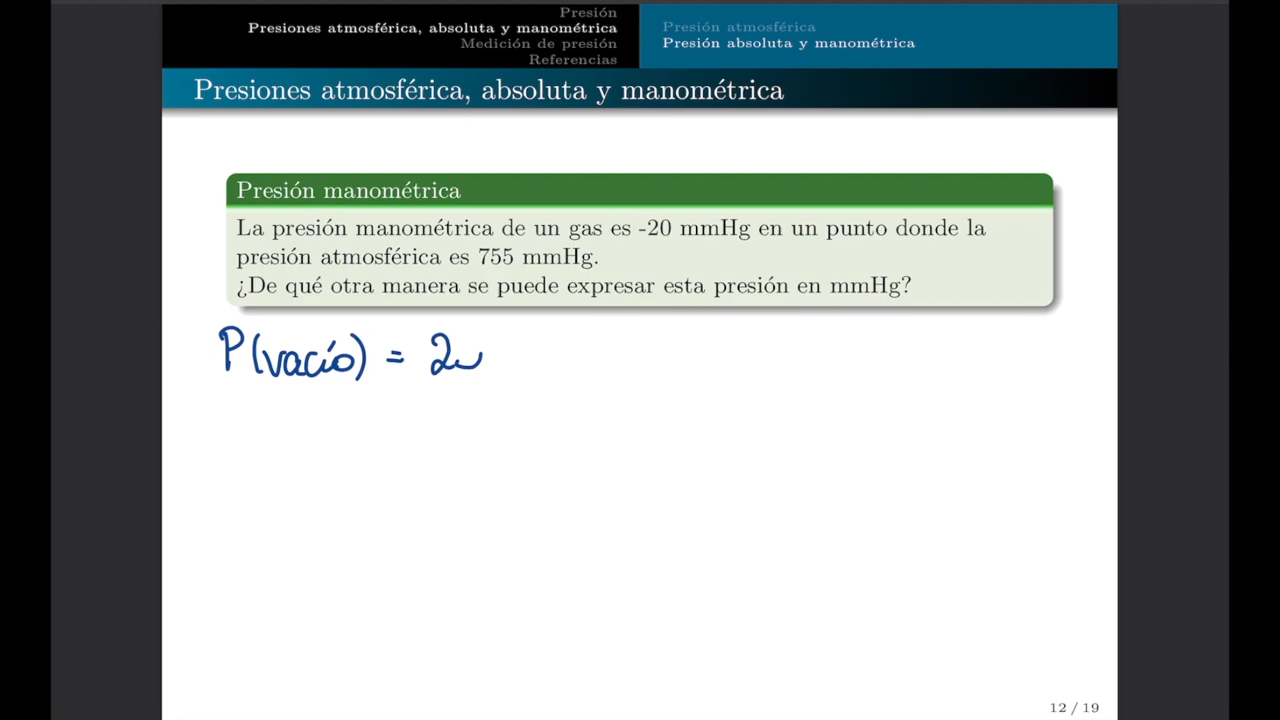 Presión
Presiones atmosférica, absoluta y manométrica
Medición de presión
Referencias
Presión atmosférica
Presión absoluta y manométrica
Presiones atmosférica, absoluta y manométrica
Presión manométrica
La presión manométrica de un gas es -20 mmHg en un punto donde la
presión atmosférica es 755 mmHg.
¿De qué otra manera se puede expresar esta presión en mmHg?
P(vacío) = 2
12 / 19